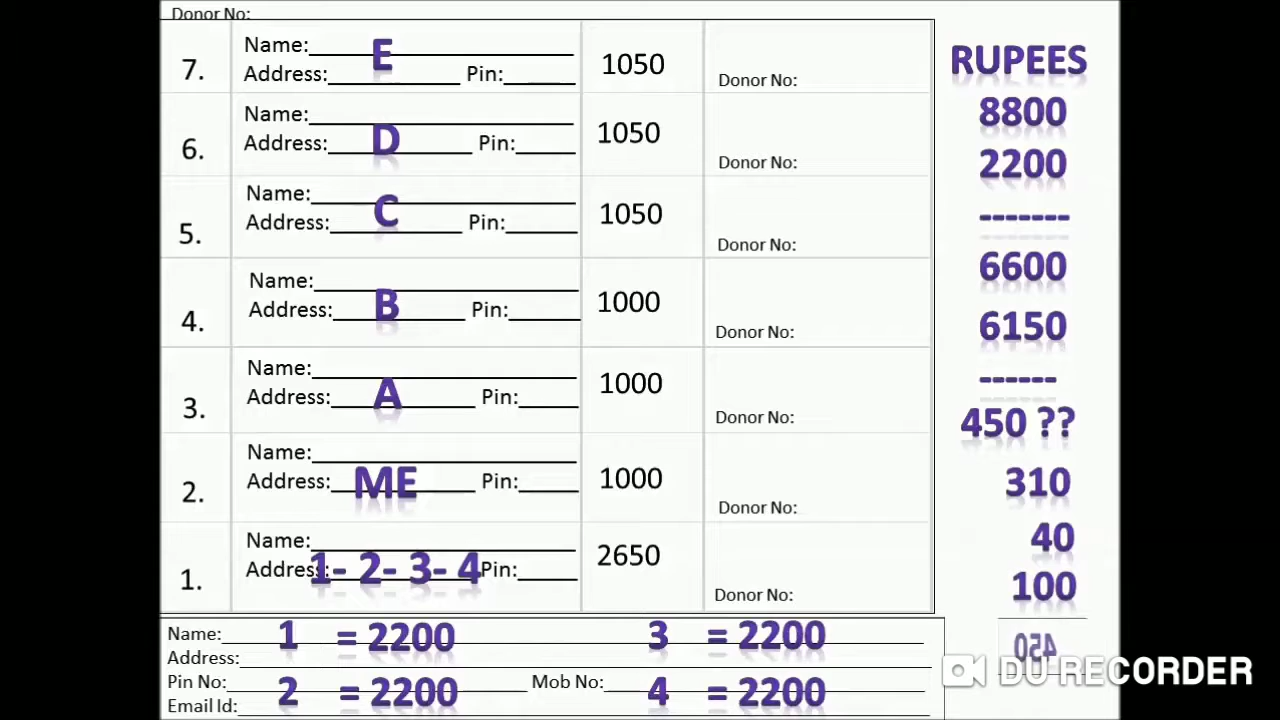 Donor No:
7. Name: E 1050
Address: Pin: Donor No:
6. Name: 1050
Address: D Pin: Donor No:
5. Name: C 1050
Address: Pin: Donor No:
4. Name: 1000
Address: B Pin: Donor No:
3. Name: 1000
Address: A Pin: Donor No:
2. Name: 1000
Address: ME Pin: Donor No:
1. Name: 2650
Address: 1- 2- 3- 4 Pin: Donor No:
Name: 1 = 2200 3 = 2200
Address:
Pin No: 2 = 2200 Mob No: 4 = 2200
Email Id:
RUPEES
8800
2200
-------
6600
6150
------
450 ??
310
40
100
450
DU RECORDER